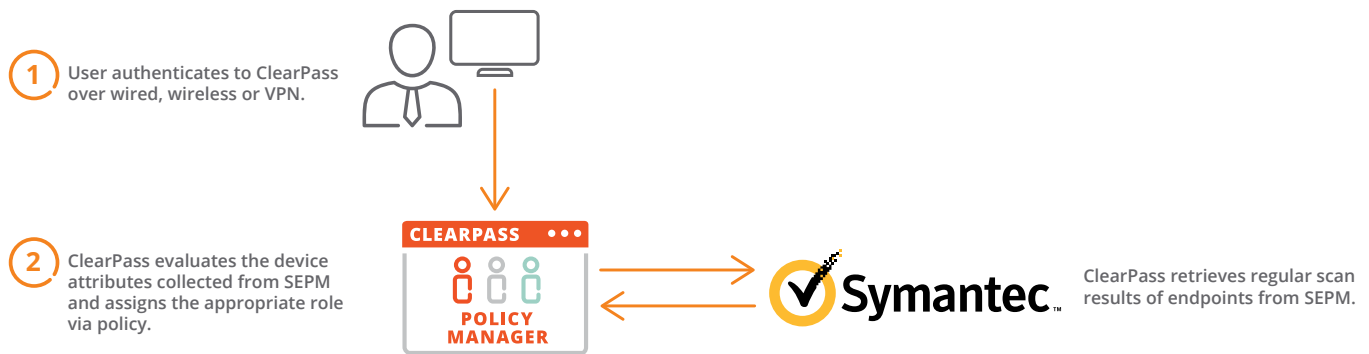 1
User authenticates to ClearPass
over wired, wireless or VPN.
2
ClearPass evaluates the device
attributes collected from SEPM
and assigns the appropriate role
via policy.
CLEARPASS
POLICY
MANAGER
Symantec™
ClearPass retrieves regular scan
results of endpoints from SEPM.